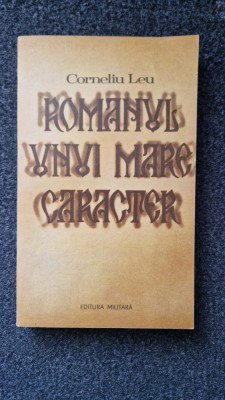 Corneliu Leu
ROMANUL
UNUI MARE
CARACTER
EDITURA MILITARĂ